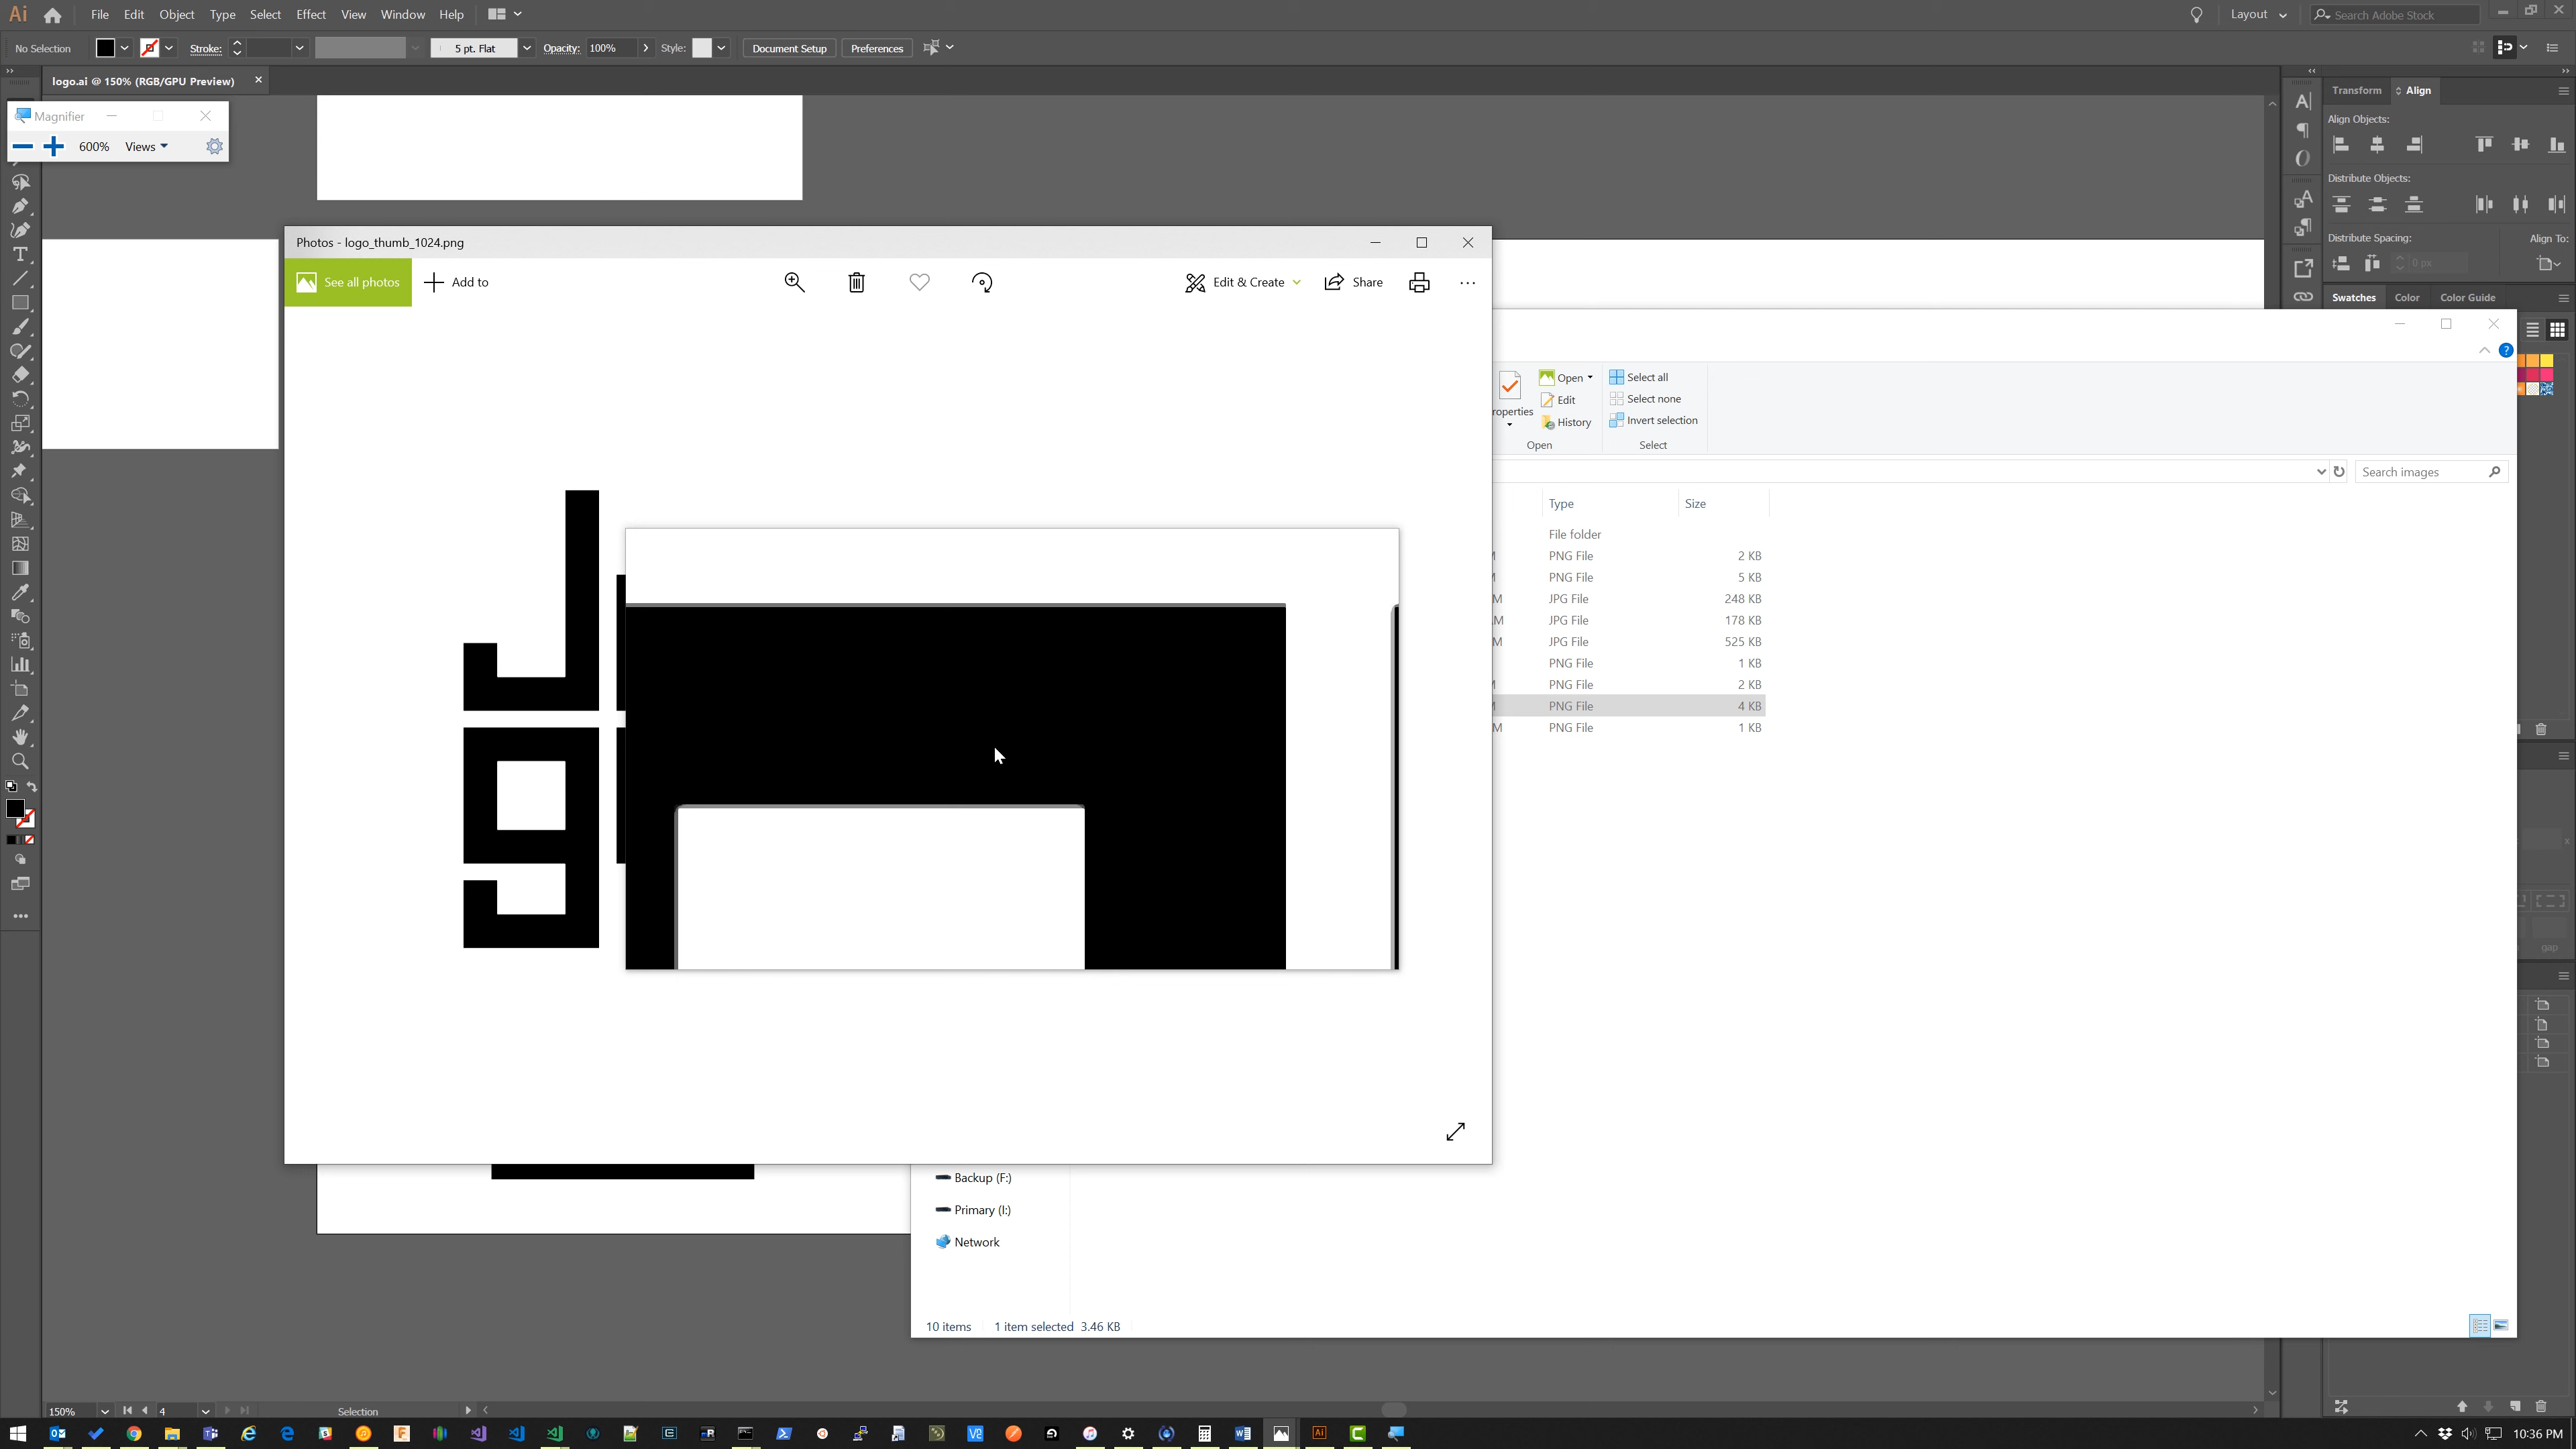 Ai File Edit Object Type Select Effect View Window Help Layout Search Adobe Stock
No Selection Stroke: 5 pt. Flat Opacity: 100% Style: Document Setup Preferences
logo.ai @ 150% (RGB/GPU Preview)
Transform Align
Magnifier
Align Objects:
600% Views
Distribute Objects:
Distribute Spacing: Align To:
0 px
Photos - logo_thumb_1024.png
See all photos Add to Edit & Create Share
Swatches Color Color Guide
Open Select all
Edit Select none
roperties
History Invert selection
Open Select
Search images
Type Size
File folder
PNG File 2 KB
PNG File 5 KB
M JPG File 248 KB
M JPG File 178 KB
M JPG File 525 KB
PNG File 1 KB
PNG File 2 KB
PNG File 4 KB
M PNG File 1 KB
gap
Backup (F:)
Primary (I:)
Network
10 items 1 item selected 3.46 KB
150% 4 Selection
10:36 PM